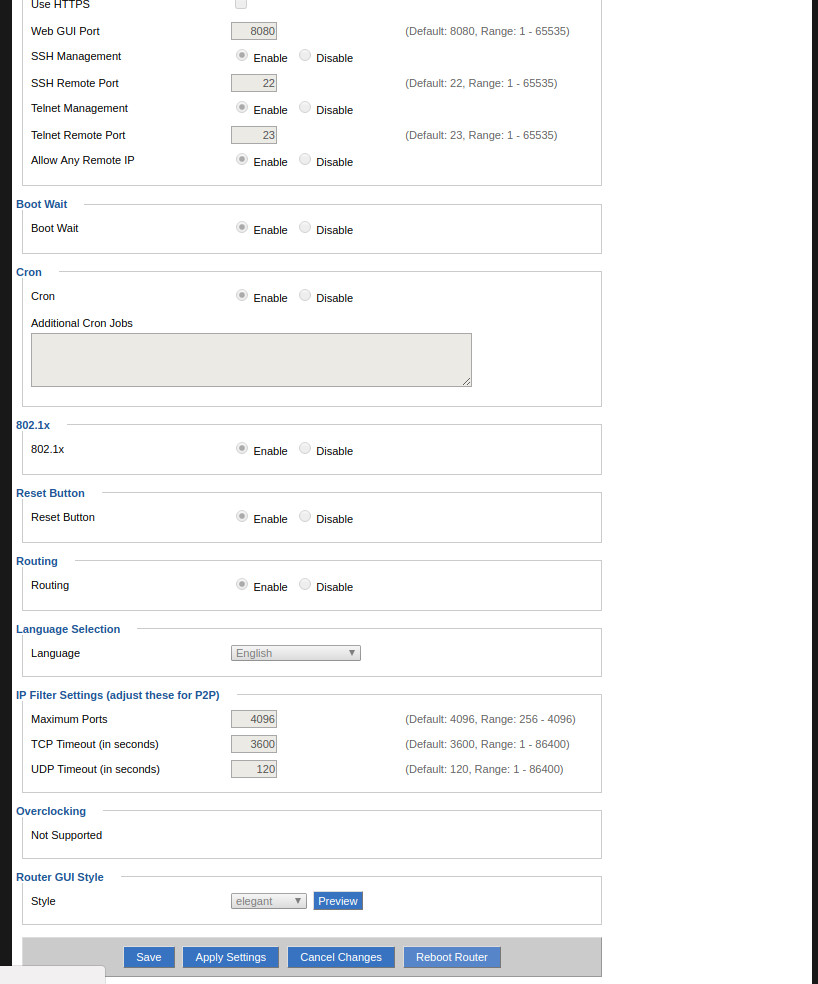 Use HTTPS
Web GUI Port 8080 (Default: 8080, Range: 1 - 65535)
SSH Management Enable Disable
SSH Remote Port 22 (Default: 22, Range: 1 - 65535)
Telnet Management Enable Disable
Telnet Remote Port 23 (Default: 23, Range: 1 - 65535)
Allow Any Remote IP Enable Disable
Boot Wait
Boot Wait Enable Disable
Cron
Cron Enable Disable
Additional Cron Jobs
802.1x
802.1x Enable Disable
Reset Button
Reset Button Enable Disable
Routing
Routing Enable Disable
Language Selection
Language English
IP Filter Settings (adjust these for P2P)
Maximum Ports 4096 (Default: 4096, Range: 256 - 4096)
TCP Timeout (in seconds) 3600 (Default: 3600, Range: 1 - 86400)
UDP Timeout (in seconds) 120 (Default: 120, Range: 1 - 86400)
Overclocking
Not Supported
Router GUI Style
Style elegant Preview
Save Apply Settings Cancel Changes Reboot Router